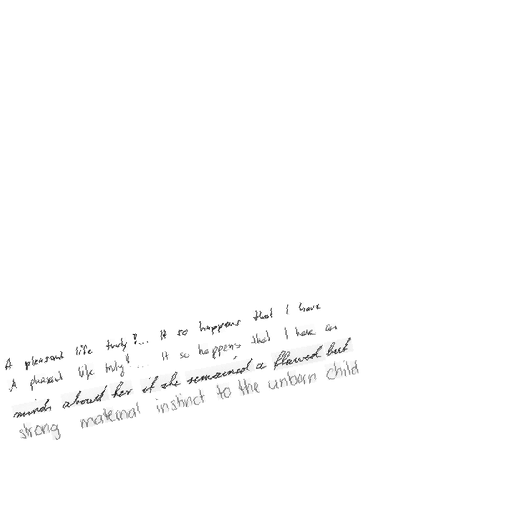 A pleasant life truly?... It so happens that I have
A pleasant life truly!... It so happens that I have an
minds about her if she remained a flawed but
strong maternal instinct to the unborn child